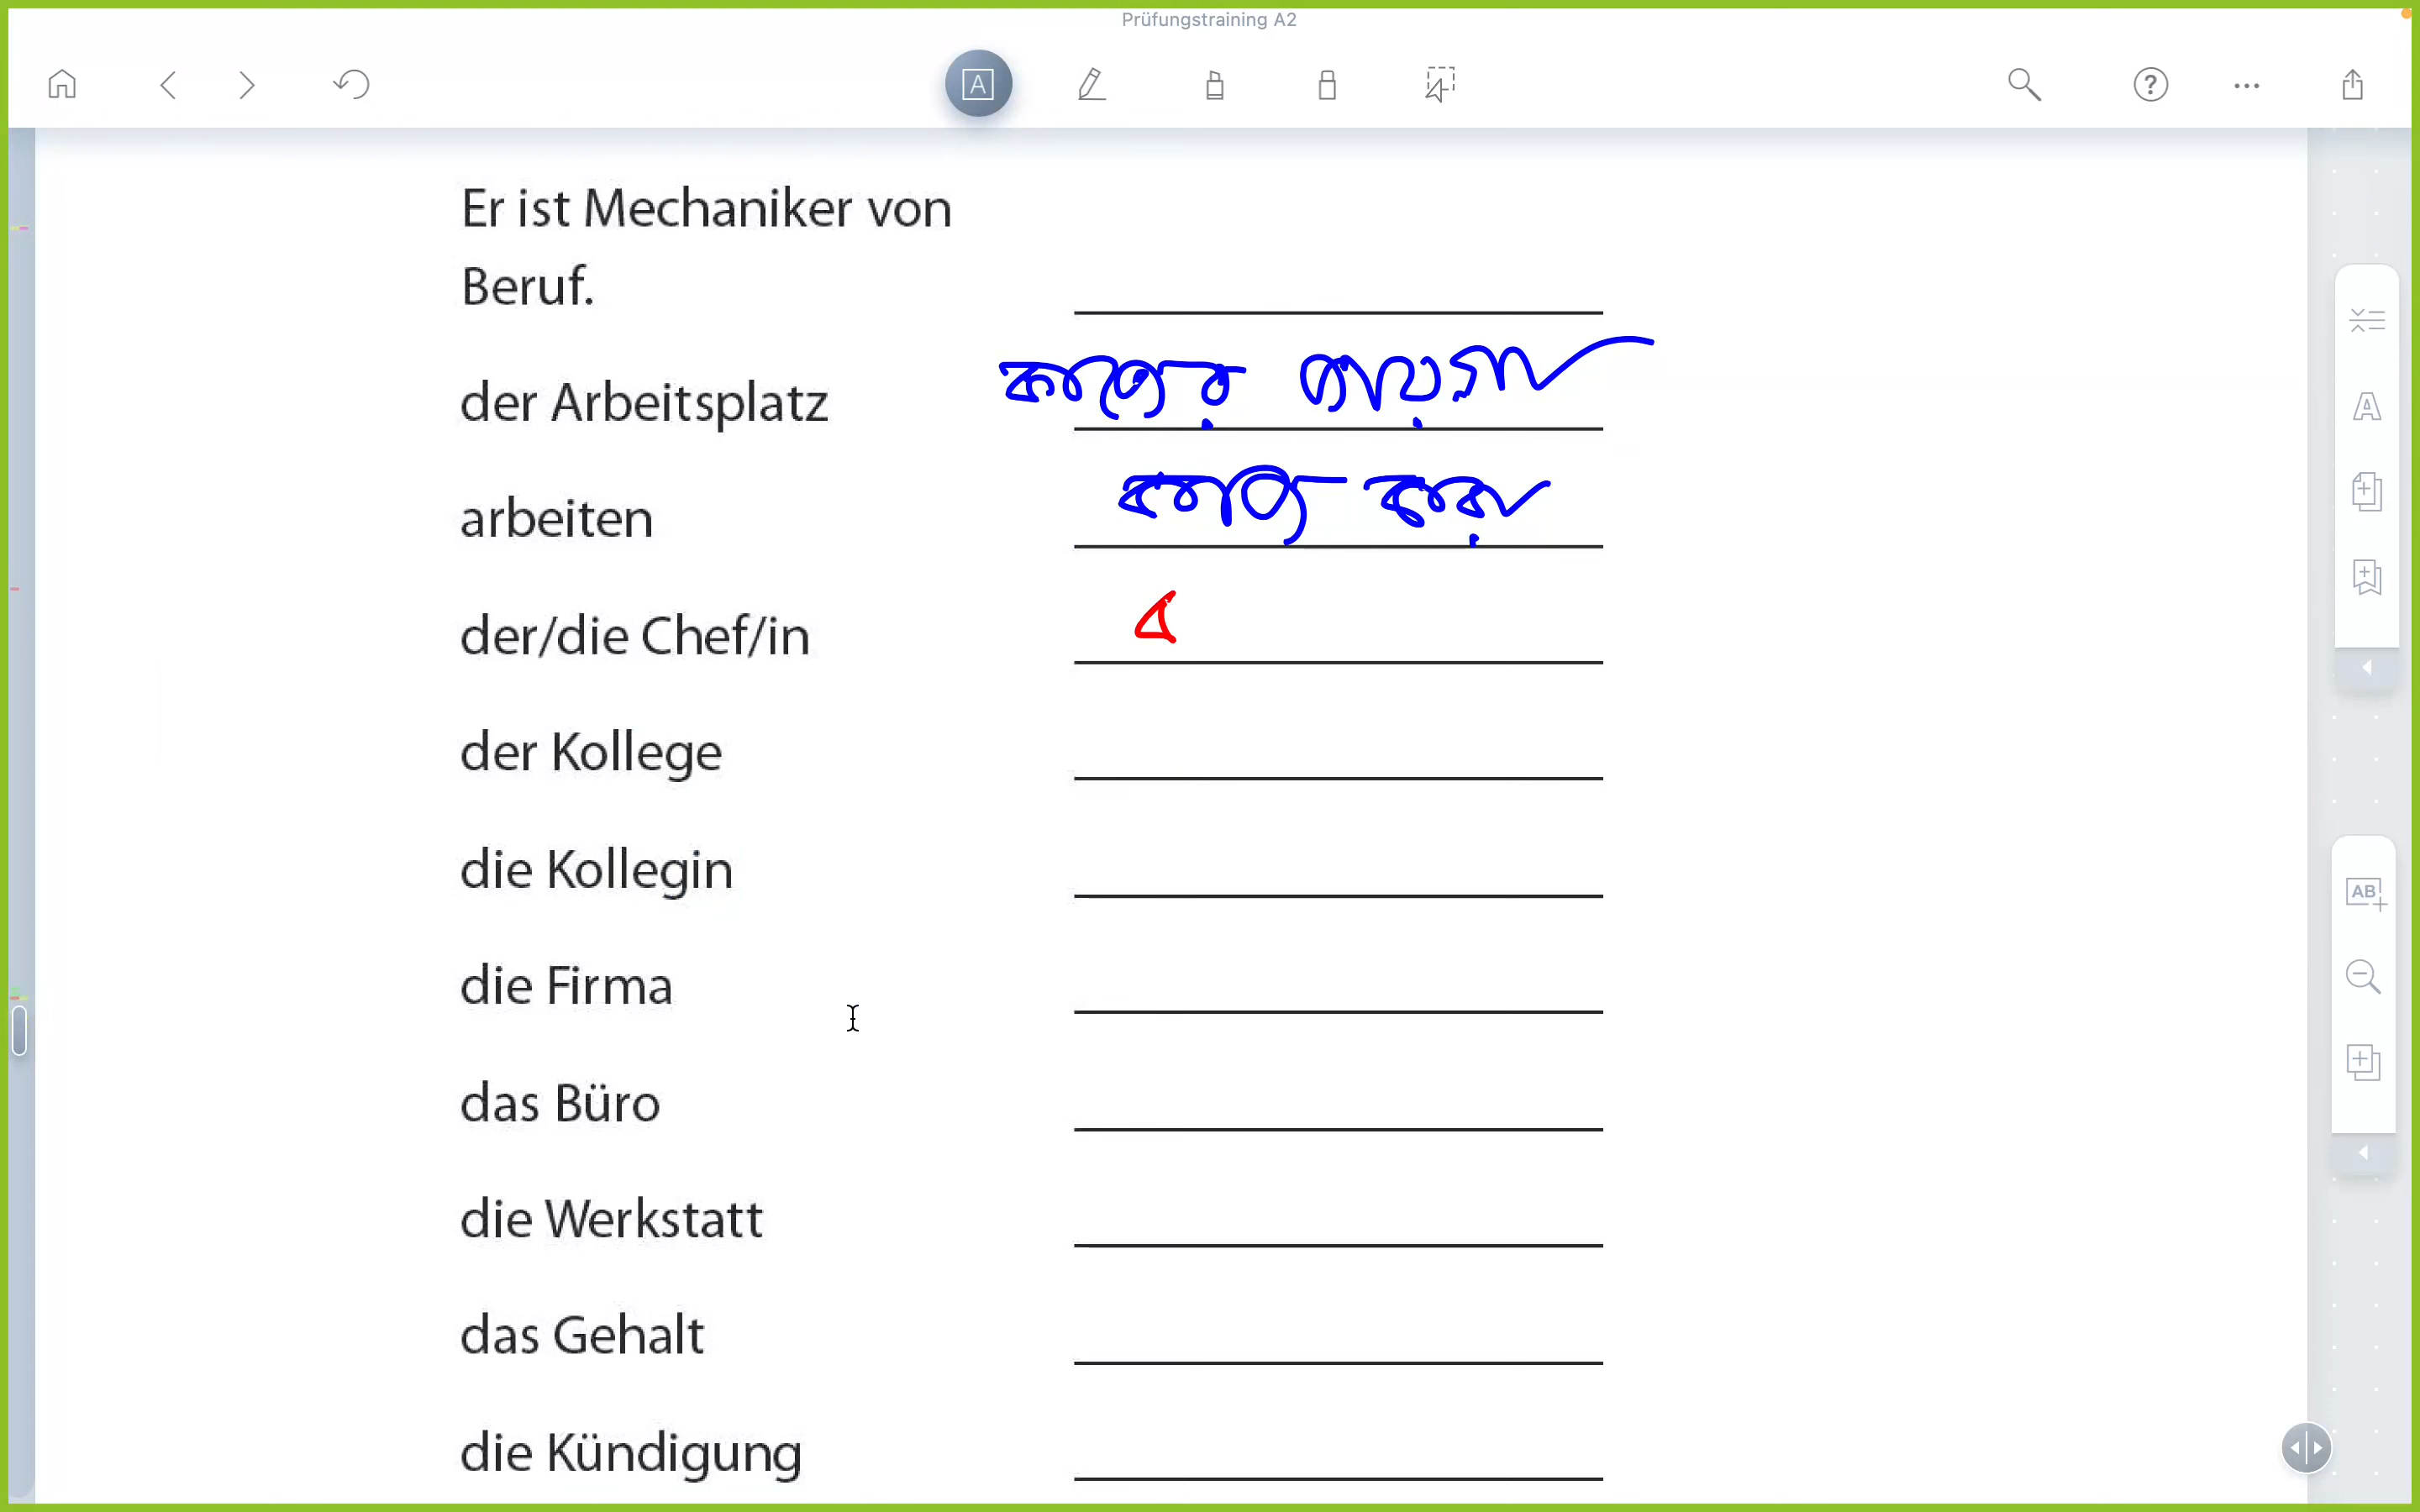 Prüfungstraining A2
A
Er ist Mechaniker von
Beruf.
der Arbeitsplatz কাজের জায়গা
arbeiten কাজ করা
der/die Chef/in
der Kollege
die Kollegin
die Firma
das Büro
die Werkstatt
das Gehalt
die Kündigung
A
AB